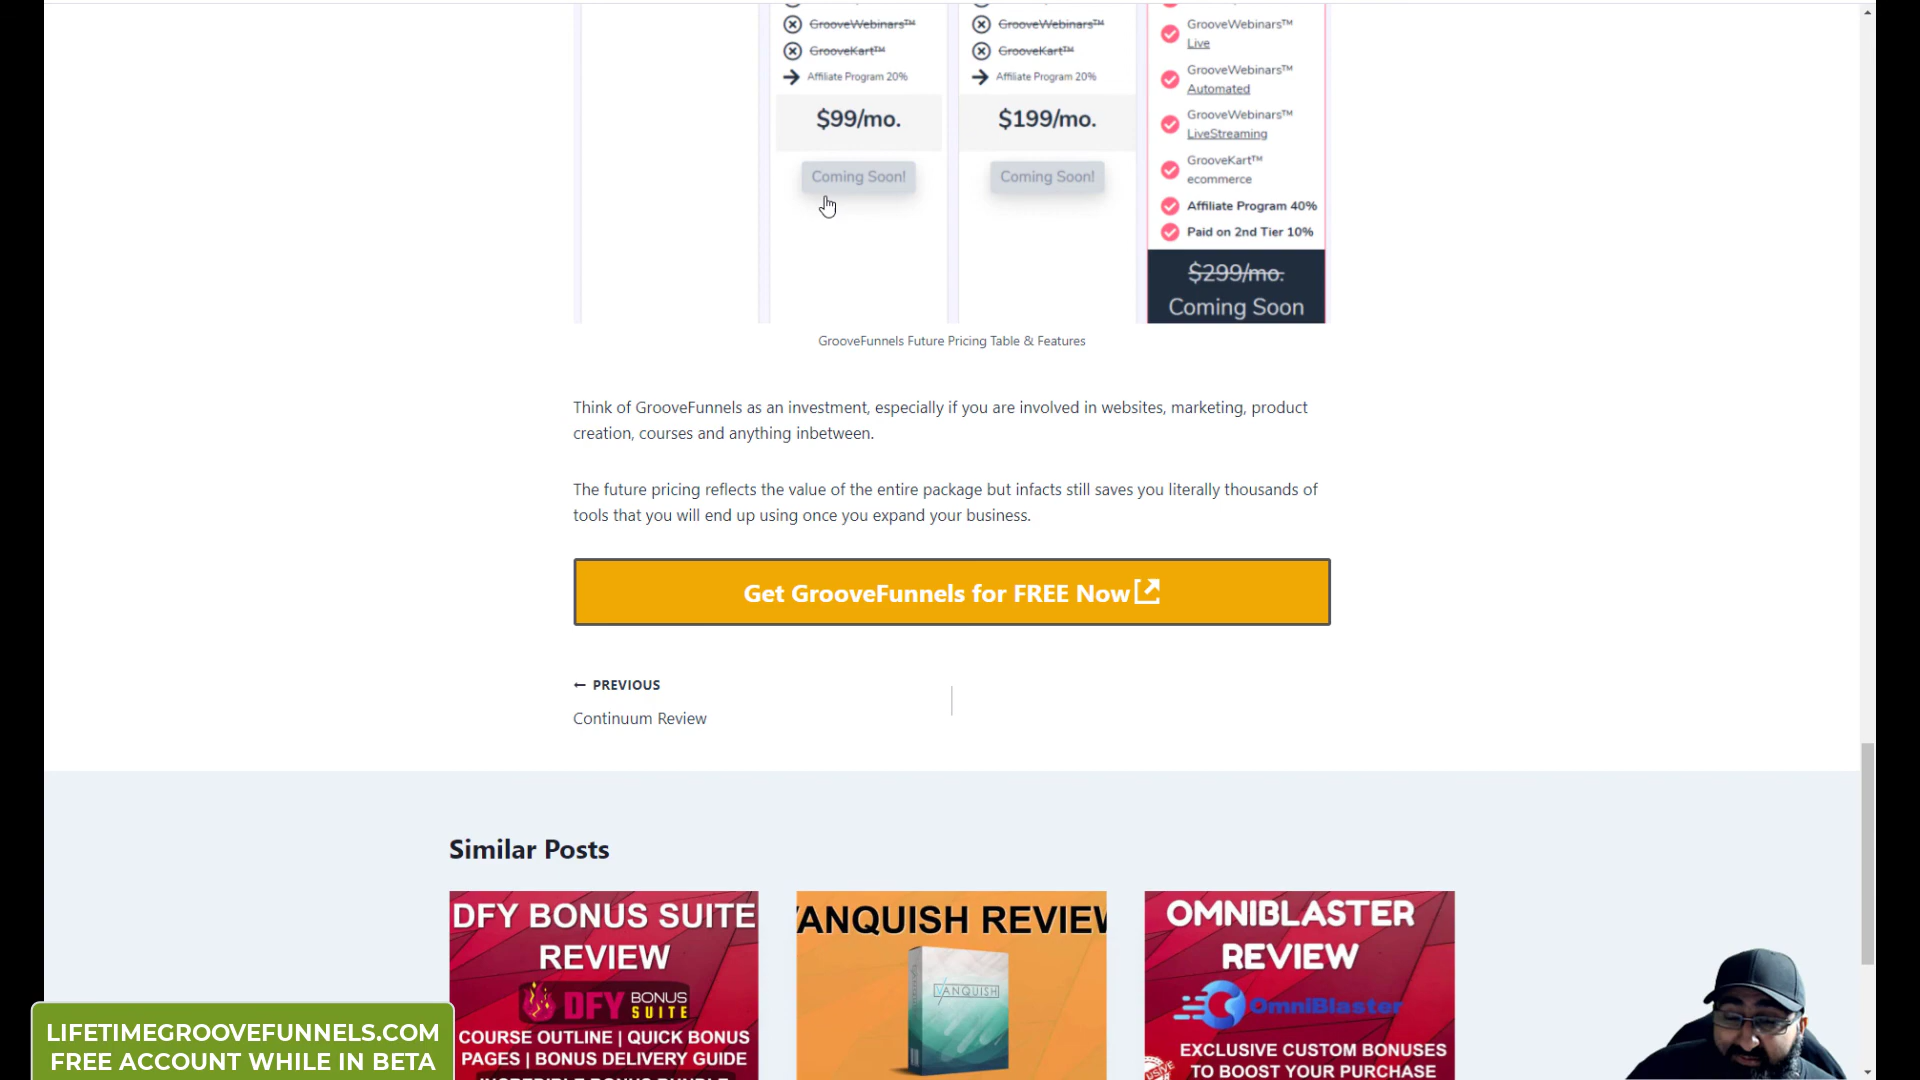 GrooveWebinars™
GrooveKart™
Affiliate Program 20%
$99/mo.
Coming Soon!
GrooveWebinars™
GrooveKart™
Affiliate Program 20%
$199/mo.
Coming Soon!
GrooveWebinars™
Live
GrooveWebinars™
Automated
GrooveWebinars™
LiveStreaming
GrooveKart™
ecommerce
Affiliate Program 40%
Paid on 2nd Tier 10%
$299/mo.
Coming Soon
GrooveFunnels Future Pricing Table & Features
Think of GrooveFunnels as an investment, especially if you are involved in websites, marketing, product
creation, courses and anything inbetween.
The future pricing reflects the value of the entire package but infacts still saves you literally thousands of
tools that you will end up using once you expand your business.
Get GrooveFunnels for FREE Now
← PREVIOUS
Continuum Review
Similar Posts
DFY BONUS SUITE
REVIEW
DFY BONUS
SUITE
COURSE OUTLINE | QUICK BONUS
PAGES | BONUS DELIVERY GUIDE
VANQUISH REVIEW
VANQUISH
OMNIBLASTER
REVIEW
OmniBlaster
EXCLUSIVE CUSTOM BONUSES
TO BOOST YOUR PURCHASE
LIFETIMEGROOVEFUNNELS.COM
FREE ACCOUNT WHILE IN BETA